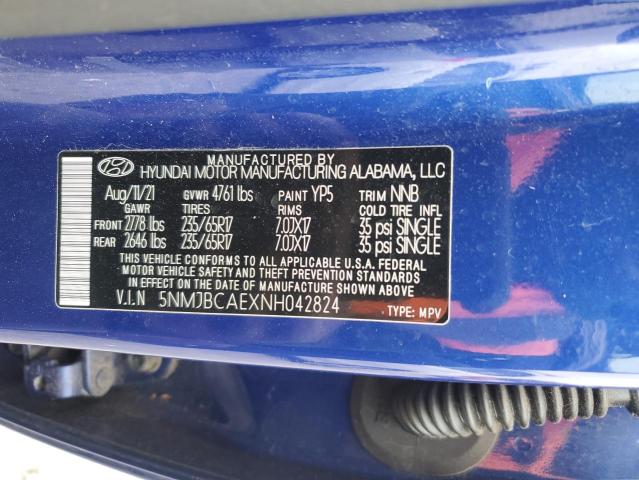 MANUFACTURED BY
HYUNDAI MOTOR MANUFACTURING ALABAMA, LLC
Aug/11/21 GVWR 4761 lbs PAINT YP5 TRIM NNB
GAWR TIRES RIMS COLD TIRE INFL
FRONT 2778 lbs 235/65R17 7.0JX17 35 psi SINGLE
REAR 2646 lbs 235/65R17 7.0JX17 35 psi SINGLE
THIS VEHICLE CONFORMS TO ALL APPLICABLE U.S.A. FEDERAL
MOTOR VEHICLE SAFETY AND THEFT PREVENTION STANDARDS
IN EFFECT ON THE DATE OF MANUFACTURE SHOWN ABOVE.
V.I.N 5NMJBCAEXNH042824 TYPE: MPV